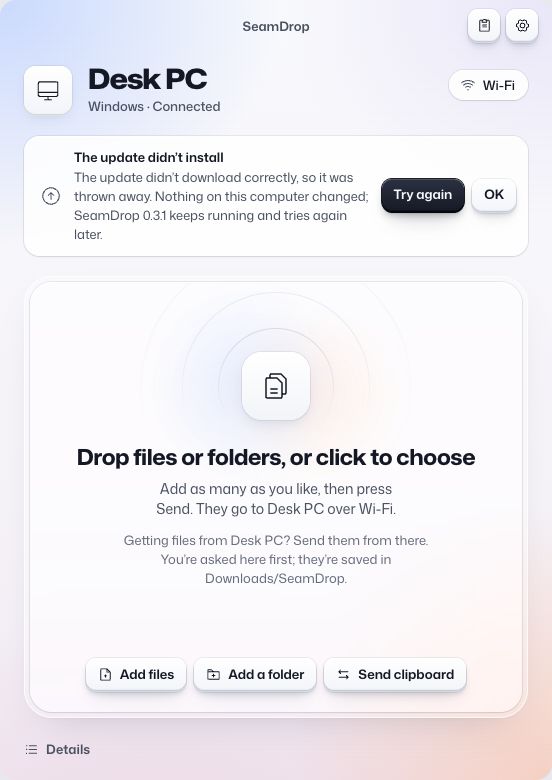 SeamDrop
Desk PC
Windows · Connected
Wi-Fi
The update didn’t install
The update didn’t download correctly, so it was
thrown away. Nothing on this computer changed;
SeamDrop 0.3.1 keeps running and tries again
later.
Try again
OK
Drop files or folders, or click to choose
Add as many as you like, then press
Send. They go to Desk PC over Wi-Fi.
Getting files from Desk PC? Send them from there.
You’re asked here first; they’re saved in
Downloads/SeamDrop.
Add files
Add a folder
Send clipboard
Details